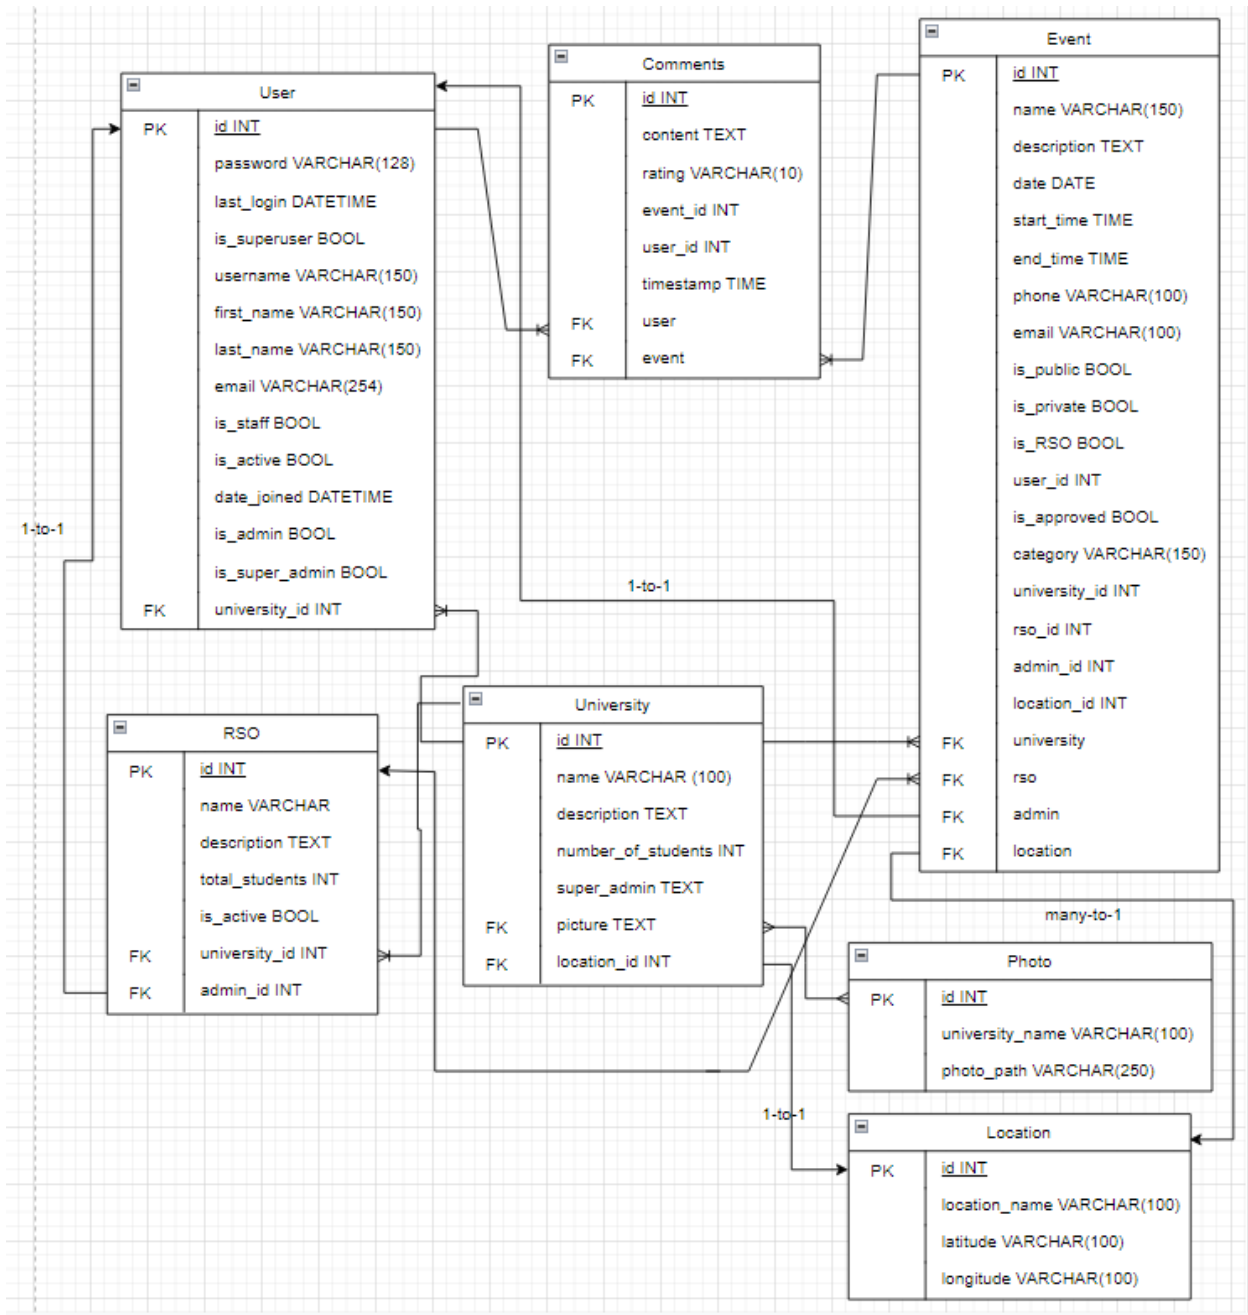 User
PK id INT
password VARCHAR(128)
last_login DATETIME
is_superuser BOOL
username VARCHAR(150)
first_name VARCHAR(150)
last_name VARCHAR(150)
email VARCHAR(254)
is_staff BOOL
is_active BOOL
date_joined DATETIME
is_admin BOOL
is_super_admin BOOL
FK university_id INT
Comments
PK id INT
content TEXT
rating VARCHAR(10)
event_id INT
user_id INT
timestamp TIME
FK user
FK event
Event
PK id INT
name VARCHAR(150)
description TEXT
date DATE
start_time TIME
end_time TIME
phone VARCHAR(100)
email VARCHAR(100)
is_public BOOL
is_private BOOL
is_RSO BOOL
user_id INT
is_approved BOOL
category VARCHAR(150)
university_id INT
rso_id INT
admin_id INT
location_id INT
FK university
FK rso
FK admin
FK location
1-to-1
1-to-1
RSO
PK id INT
name VARCHAR
description TEXT
total_students INT
is_active BOOL
FK university_id INT
FK admin_id INT
University
PK id INT
name VARCHAR (100)
description TEXT
number_of_students INT
super_admin TEXT
FK picture TEXT
FK location_id INT
many-to-1
Photo
PK id INT
university_name VARCHAR(100)
photo_path VARCHAR(250)
1-to-1
Location
PK id INT
location_name VARCHAR(100)
latitude VARCHAR(100)
longitude VARCHAR(100)